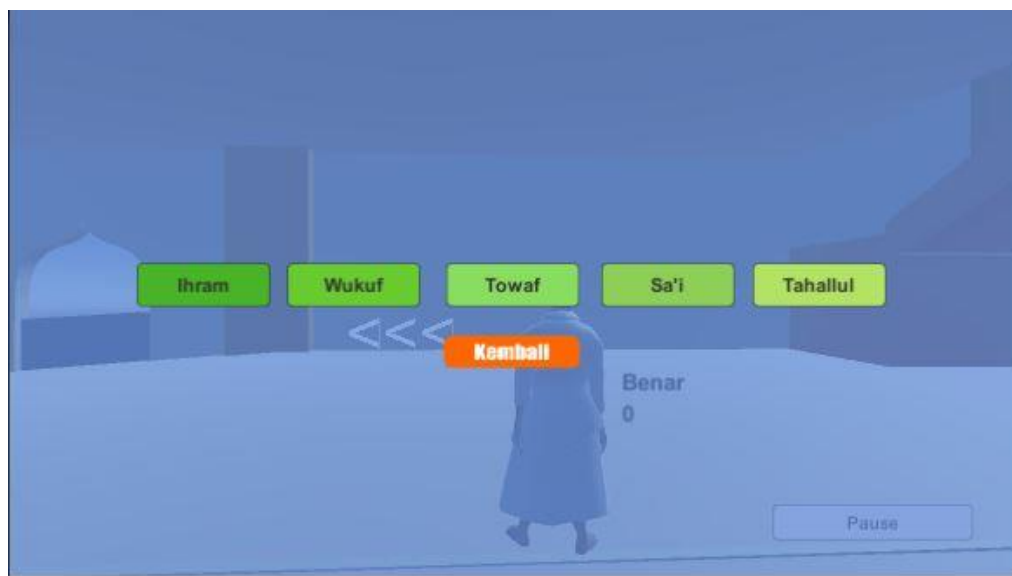 Ihram
Wukuf
Towaf
Sa'i
Tahallul
<<<
Kembali
Benar
0
Pause